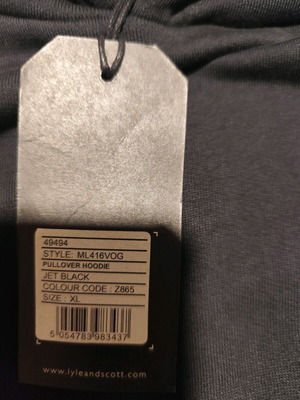 49494
STYLE: ML416VOG
PULLOVER HOODIE
JET BLACK
COLOUR CODE : Z865
SIZE : XL
5 054783 983437
www.lyleandscott.com